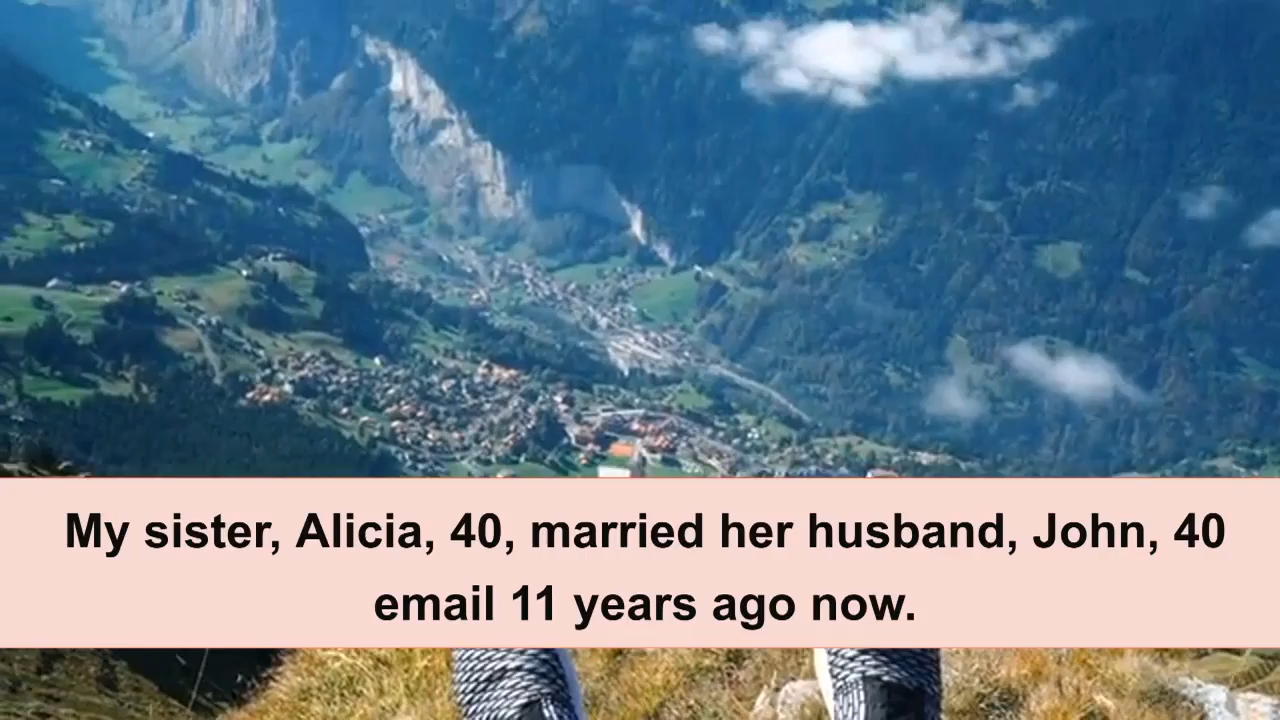 My sister, Alicia, 40, married her husband, John, 40
email 11 years ago now.